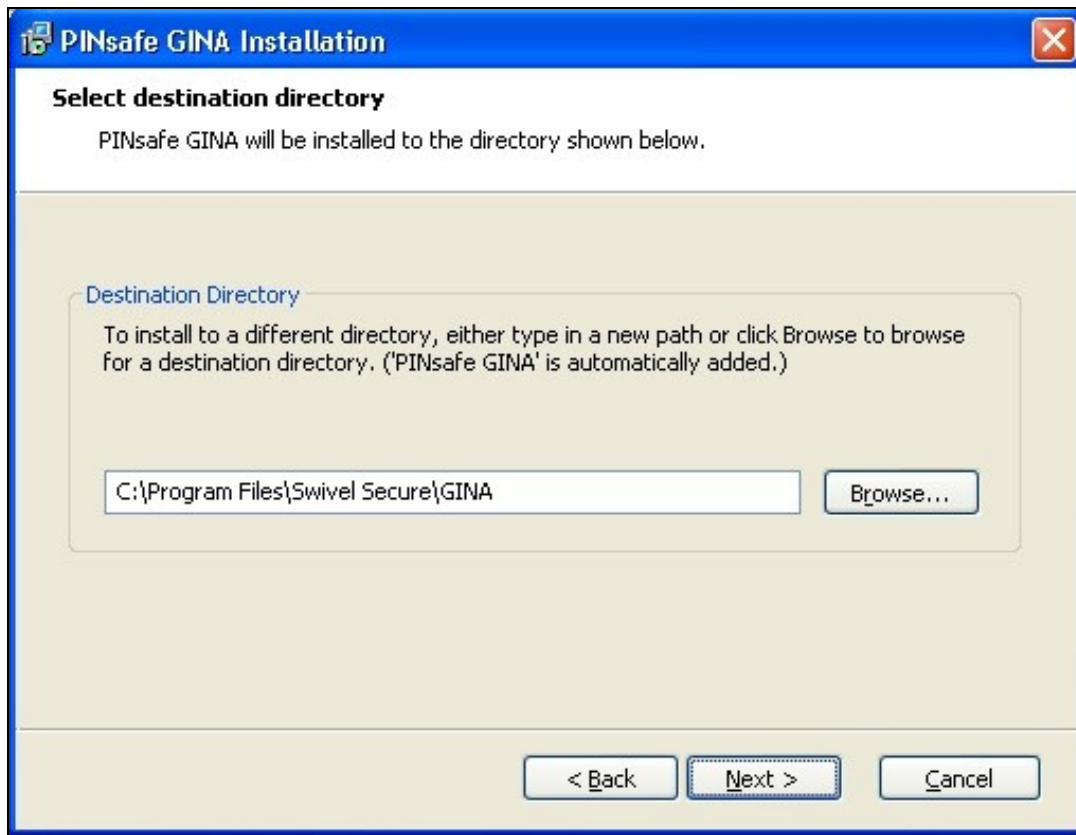 PINsafe GINA Installation
Select destination directory
PINsafe GINA will be installed to the directory shown below.
Destination Directory
To install to a different directory, either type in a new path or click Browse to browse
for a destination directory. ('PINsafe GINA' is automatically added.)
C:\Program Files\Swivel Secure\GINA
Browse...
< Back
Next >
Cancel